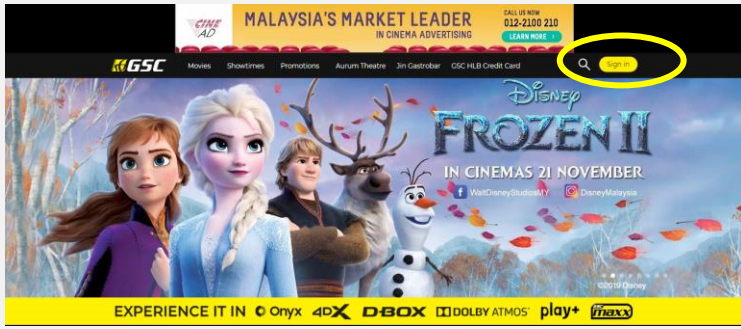 CINE AD
MALAYSIA'S MARKET LEADER
IN CINEMA ADVERTISING
CALL US NOW
012-2100 210
LEARN MORE >
GSC Movies Showtimes Promotions Aurum Theatre Jin Gastrobar GSC HLB Credit Card Sign in
Disney
FROZEN II
IN CINEMAS 21 NOVEMBER
f WaltDisneyStudiosMY DisneyMalaysia
©2019 Disney
EXPERIENCE IT IN Onyx 4DX D-BOX DOLBY ATMOS play+ maxx